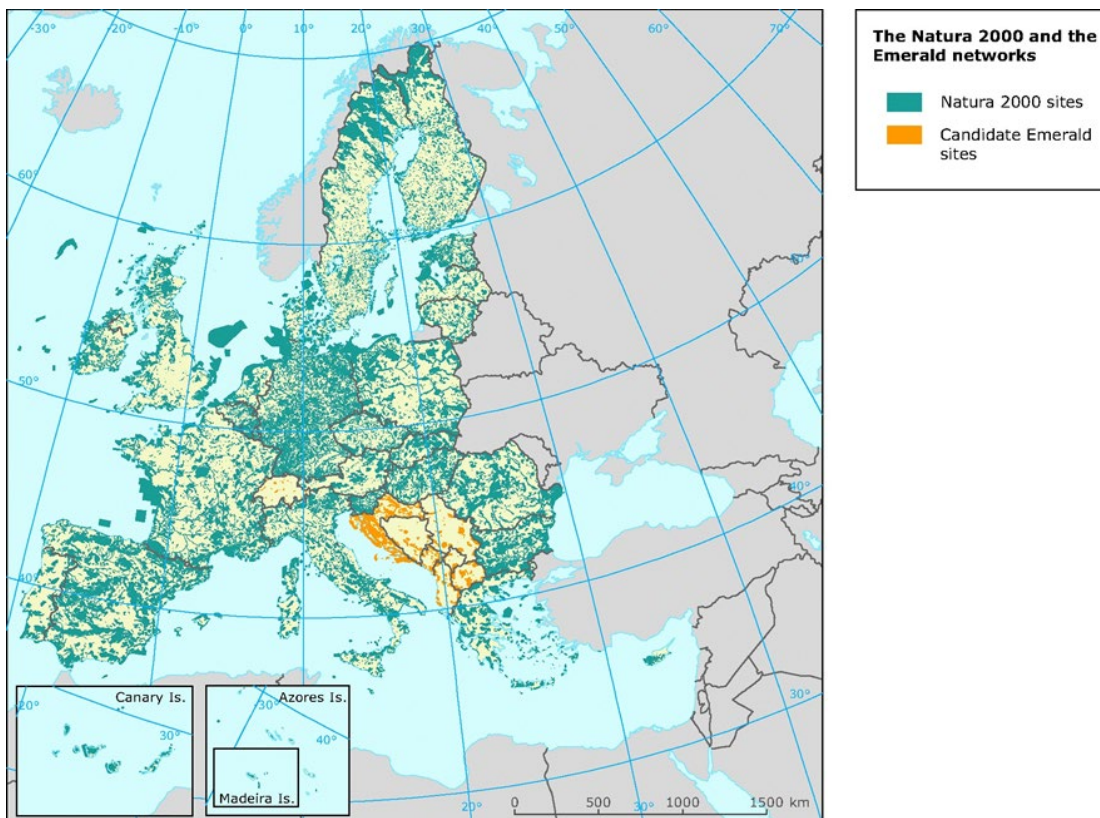 -30° -20° -10° 0° 10° 20° 30° 40° 50° 60° 70°
60°
50°
50°
40°
40°
30°
Canary Is.
20°
30°
Azores Is.
-30°
40°
Madeira Is.
20°
30°
0 500 1000 1500 km
The Natura 2000 and the
Emerald networks
Natura 2000 sites
Candidate Emerald
sites